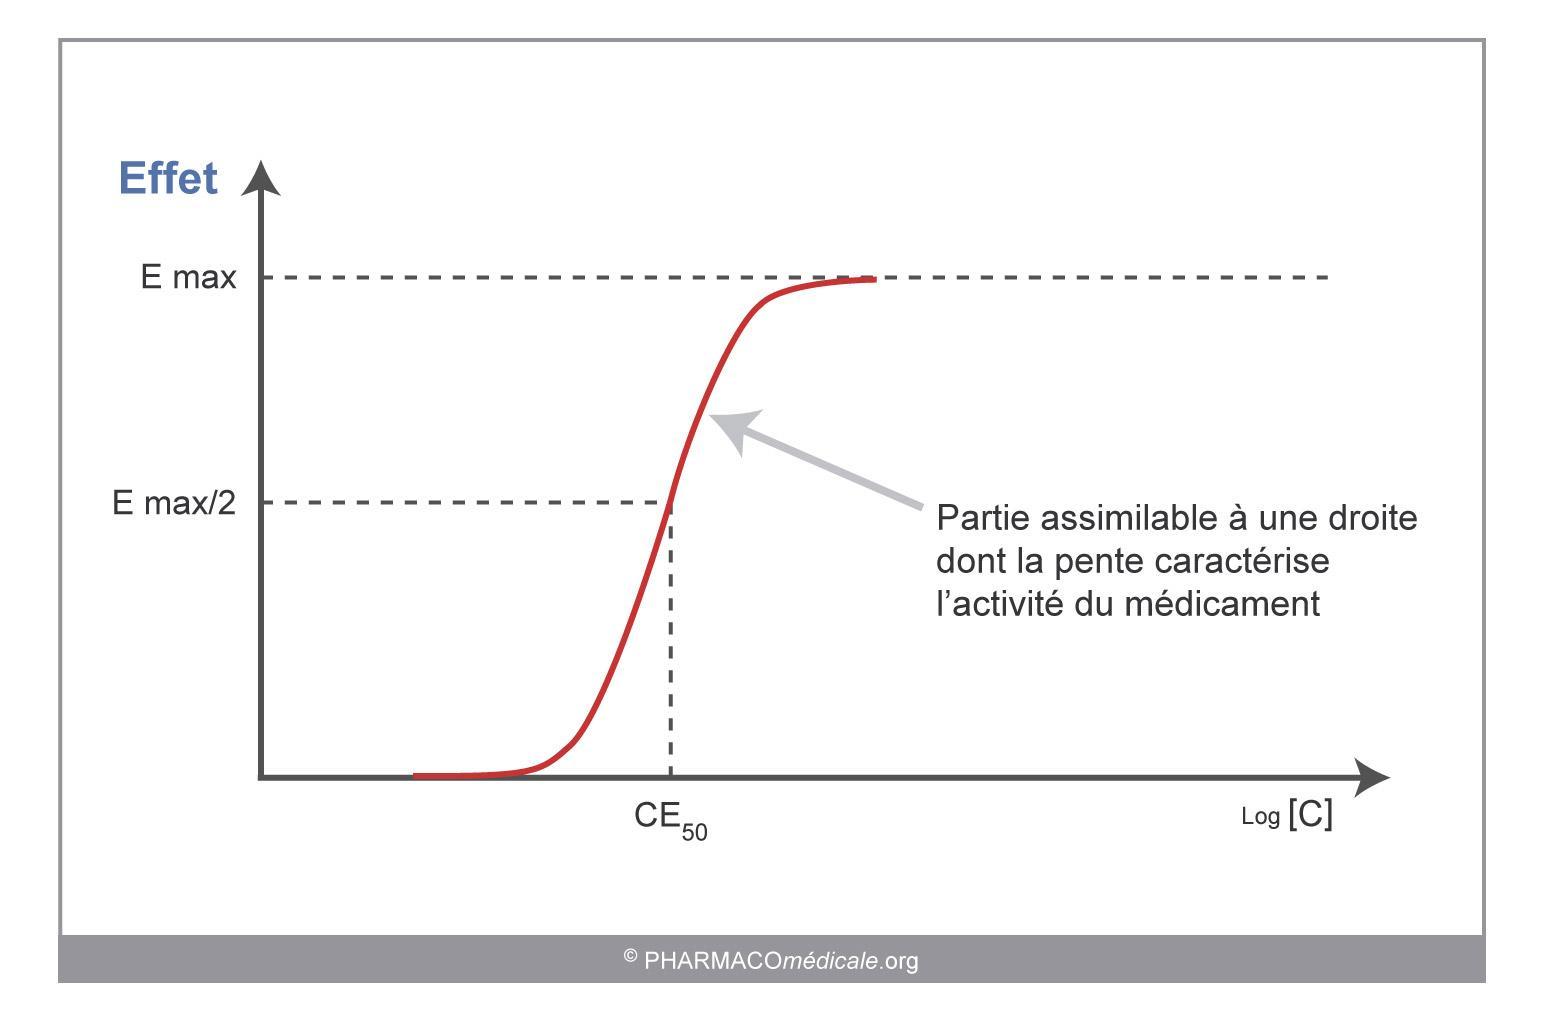 Effet
E max
E max/2
Partie assimilable à une droite
dont la pente caractérise
l’activité du médicament
CE50
Log [C]
© PHARMACOmédicale.org